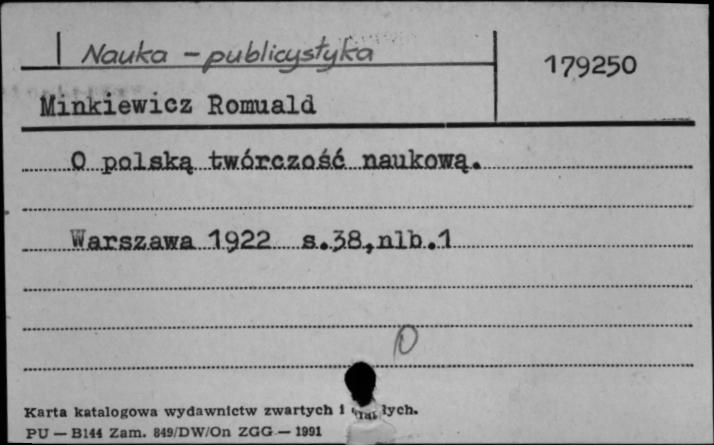 Nauka - publicystyka
179250
Minkiewicz Romuald
O polską twórczość naukową.
Warszawa 1922 s.38,nlb.1
Karta katalogowa wydawnictw zwartych i
PU — B144 Zam. 849/DW/On ZGG — 1991